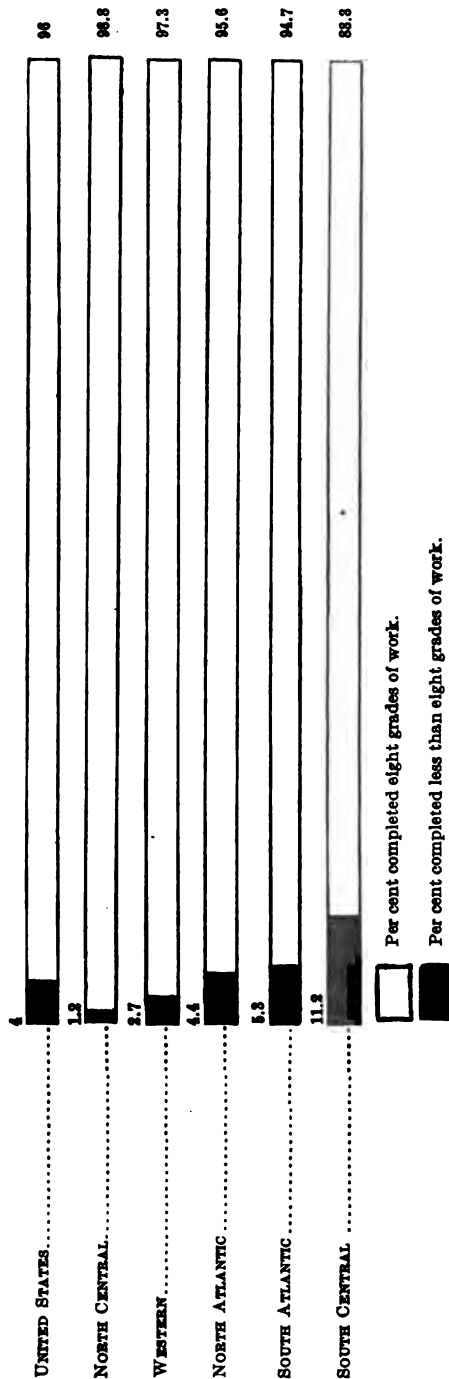 UNITED STATES 4 96
NORTH CENTRAL 1.2 98.8
WESTERN 2.7 97.3
NORTH ATLANTIC 4.4 95.6
SOUTH ATLANTIC 5.3 94.7
SOUTH CENTRAL 11.2 88.8
Per cent completed eight grades of work.
Per cent completed less than eight grades of work.